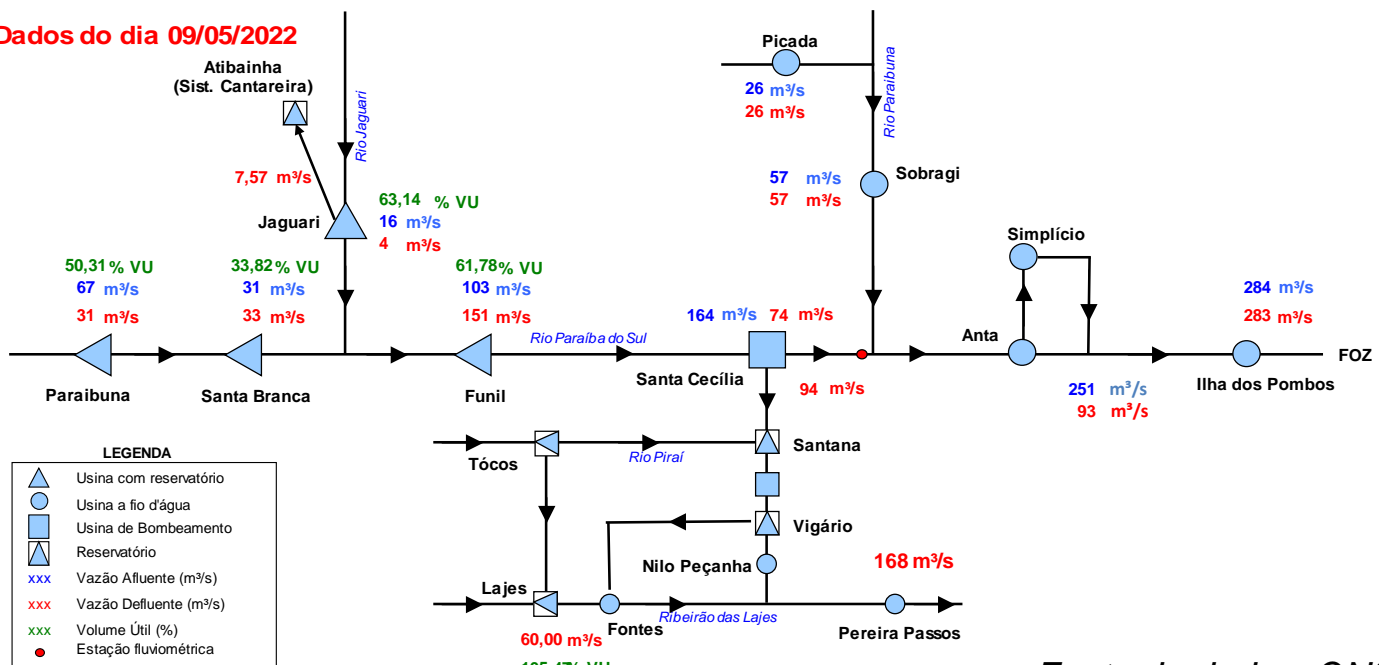 Dados do dia 09/05/2022
Atibainha
(Sist. Cantareira)
Rio Jaguari
7,57 m³/s
Jaguari
63,14 % VU
16 m³/s
4 m³/s
Picada
26 m³/s
26 m³/s
Rio Paraibuna
57 m³/s
57 m³/s
Sobragi
50,31% VU
67 m³/s
31 m³/s
Paraibuna
33,82% VU
31 m³/s
33 m³/s
Santa Branca
61,78% VU
103 m³/s
151 m³/s
Funil
Rio Paraíba do Sul
164 m³/s 74 m³/s
Santa Cecília
94 m³/s
Simplício
Anta
251 m³/s
93 m³/s
284 m³/s
283 m³/s
Ilha dos Pombos
FOZ
Tócos
Rio Piraí
Santana
Vigário
Nilo Peçanha
168 m³/s
Lajes
Fontes
Ribeirão das Lajes
Pereira Passos
60,00 m³/s
LEGENDA
Usina com reservatório
Usina a fio d'água
Usina de Bombeamento
Reservatório
xxx Vazão Afluente (m³/s)
xxx Vazão Defluente (m³/s)
xxx Volume Útil (%)
Estação fluviométrica